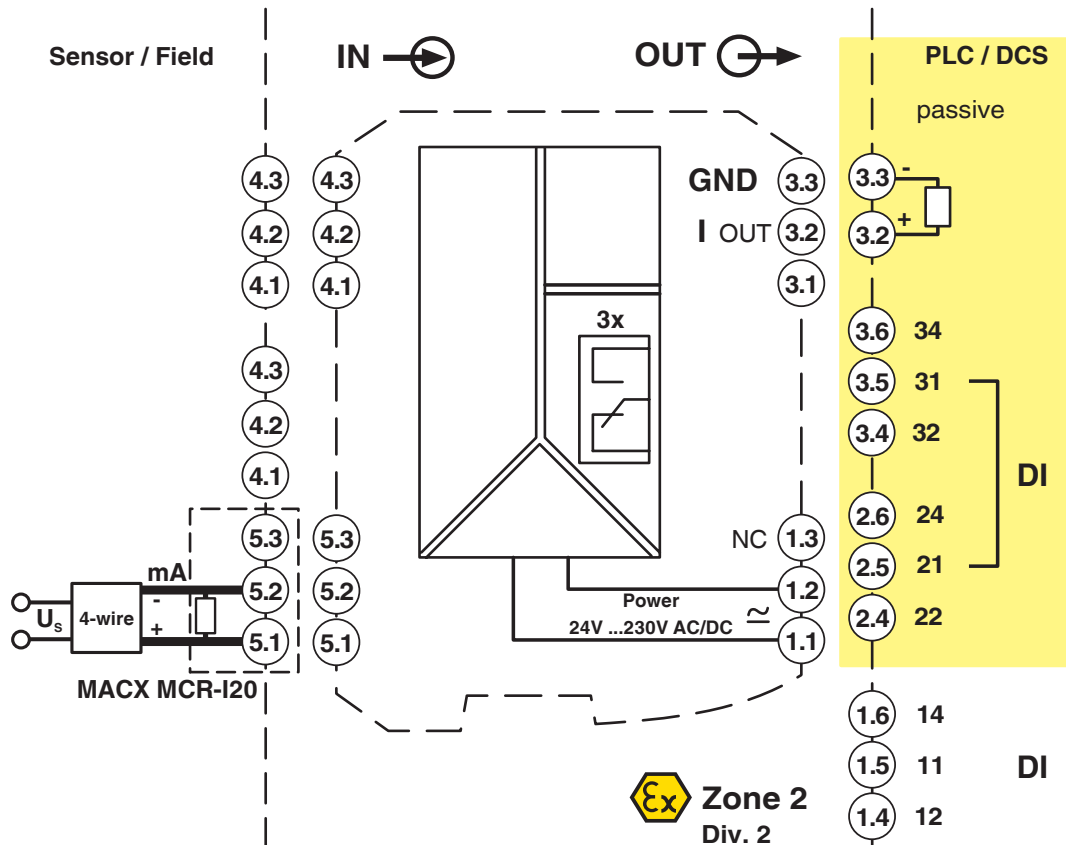 Sensor / Field
IN
OUT
PLC / DCS
passive
4.3
4.3
GND
3.3
3.3
-
4.2
4.2
I OUT
3.2
3.2
+
4.1
4.1
3.1
3x
3.6
34
4.3
3.5
31
4.2
3.4
32
4.1
DI
2.6
24
5.3
5.3
NC
1.3
mA
2.5
21
Us
4-wire
-
5.2
5.2
Power
1.2
2.4
22
+
5.1
5.1
24V ...230V AC/DC
≃
1.1
MACX MCR-I20
1.6
14
1.5
11
DI
Ex
Zone 2
1.4
12
Div. 2